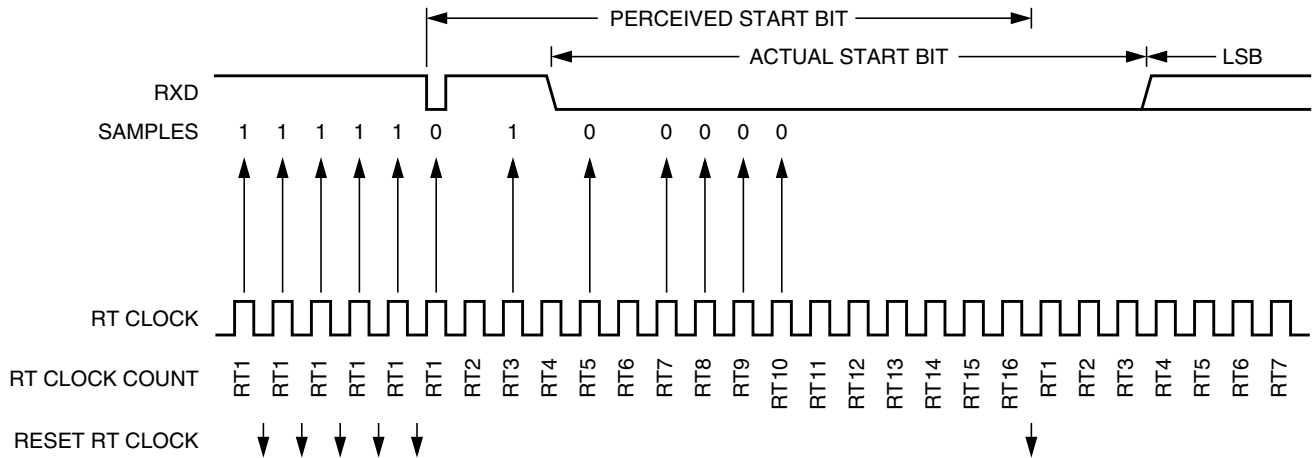 PERCEIVED START BIT
ACTUAL START BIT LSB
RXD
SAMPLES 1 1 1 1 1 0 1 0 0 0 0 0
RT CLOCK
RT CLOCK COUNT RT1 RT1 RT1 RT1 RT1 RT1 RT2 RT3 RT4 RT5 RT6 RT7 RT8 RT9 RT10 RT11 RT12 RT13 RT14 RT15 RT16 RT1 RT2 RT3 RT4 RT5 RT6 RT7
RESET RT CLOCK